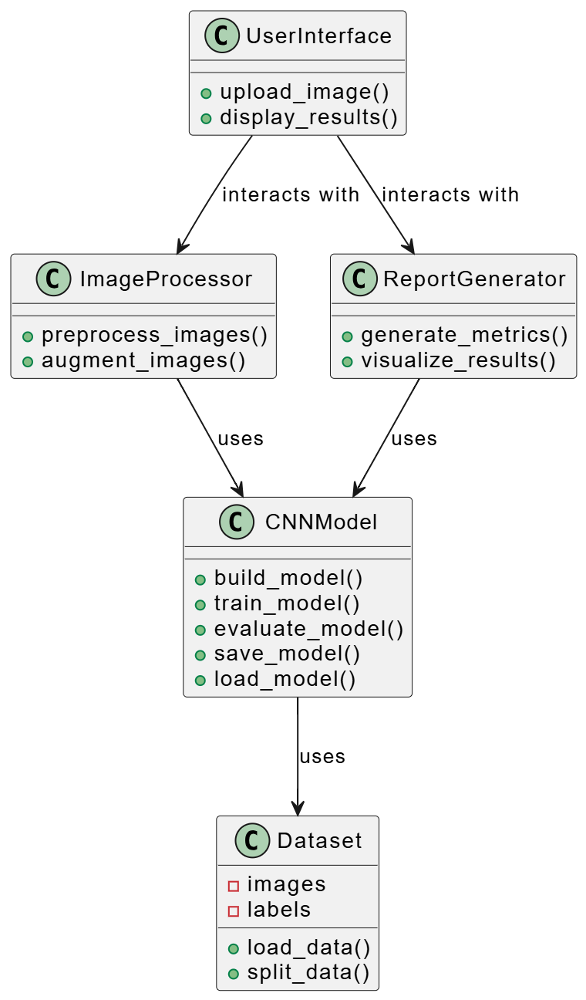 C UserInterface
upload_image()
display_results()
interacts with
interacts with
C ImageProcessor
preprocess_images()
augment_images()
C ReportGenerator
generate_metrics()
visualize_results()
uses
uses
C CNNModel
build_model()
train_model()
evaluate_model()
save_model()
load_model()
uses
C Dataset
images
labels
load_data()
split_data()